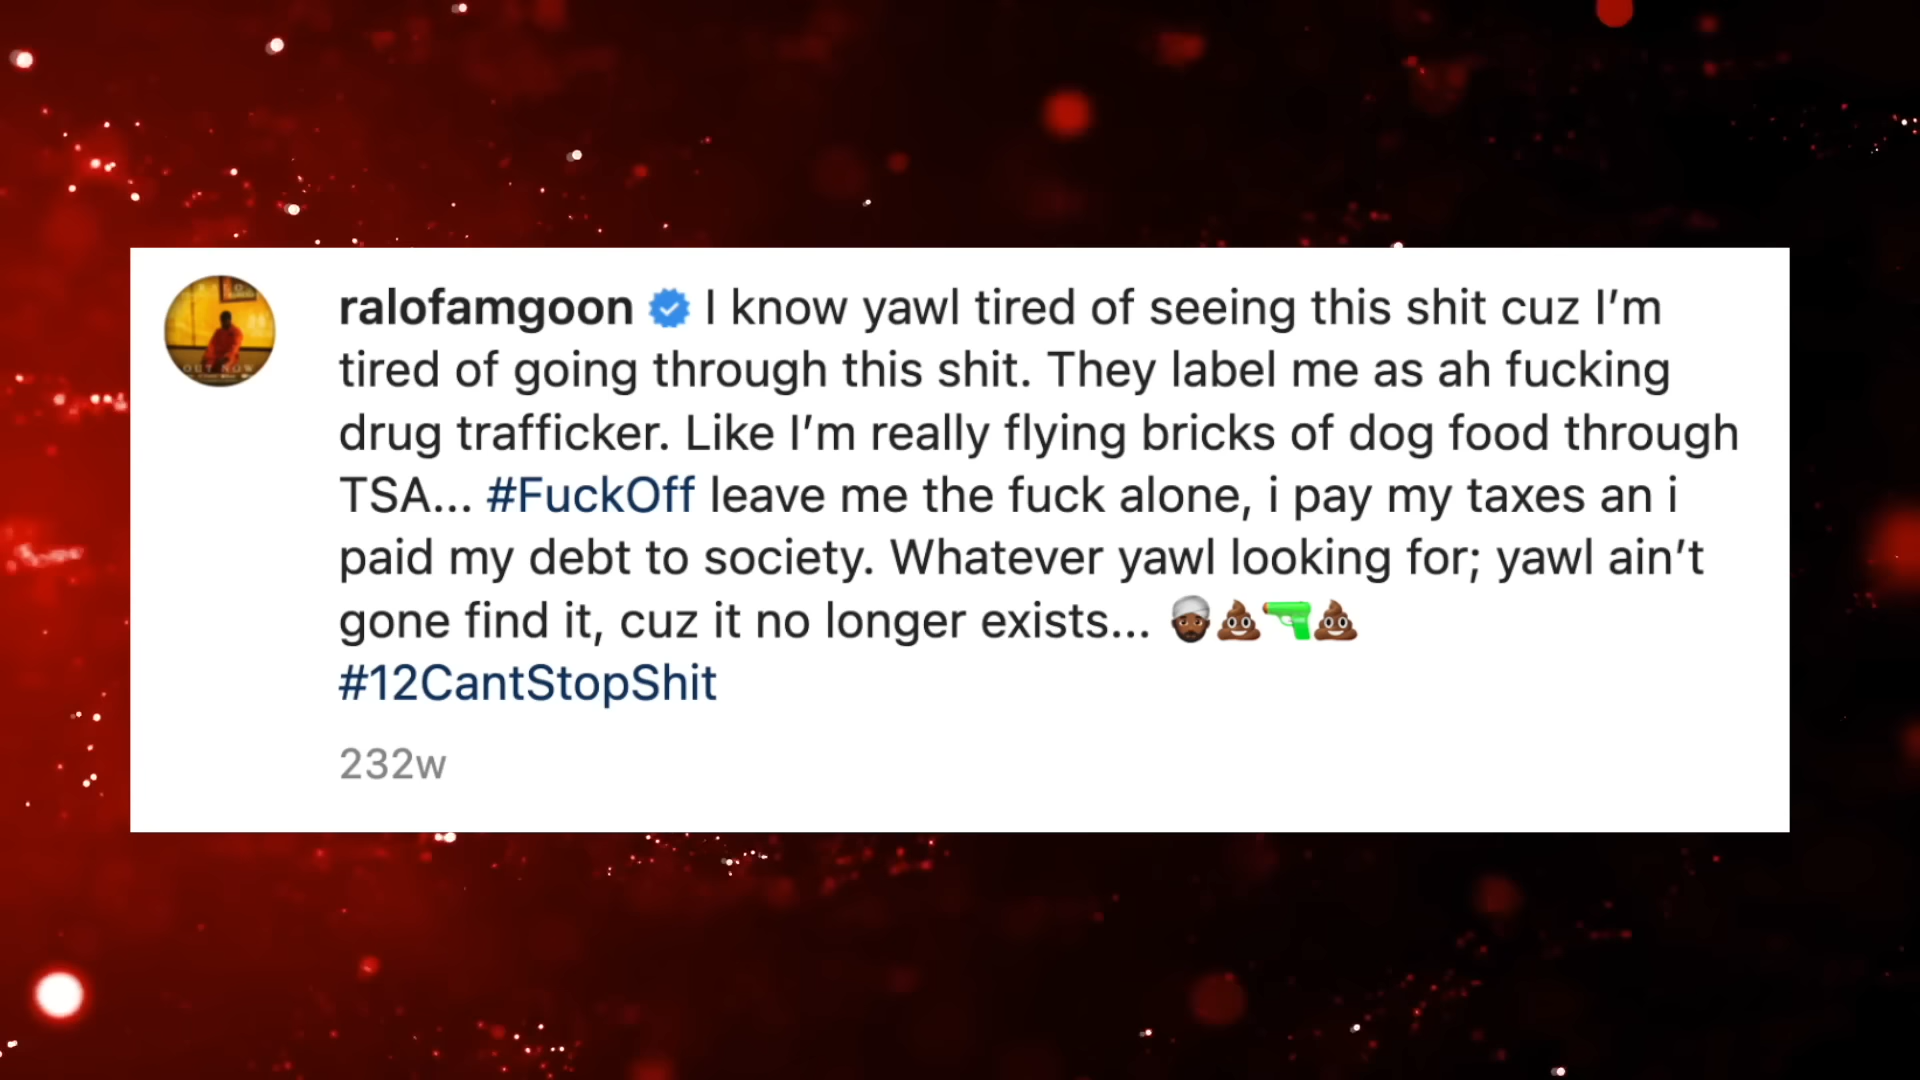 ralofamgoon I know yawl tired of seeing this shit cuz I'm
tired of going through this shit. They label me as ah fucking
drug trafficker. Like I'm really flying bricks of dog food through
TSA... #FuckOff leave me the fuck alone, i pay my taxes an i
paid my debt to society. Whatever yawl looking for; yawl ain't
gone find it, cuz it no longer exists... 👳🏾‍♂️💩🔫💩
#12CantStopShit
232w
OUT NOW